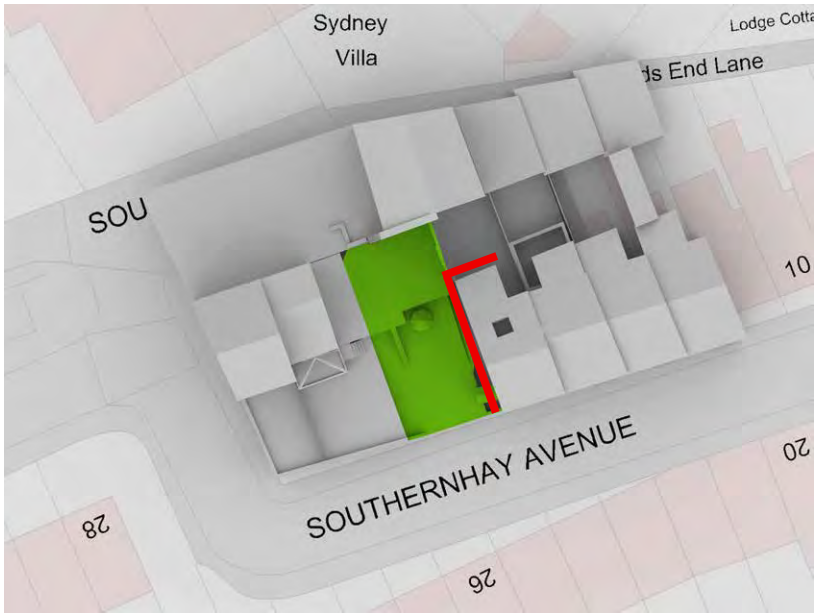 Sydney
Villa
Lodge Cotta
ds End Lane
SOU
10
SOUTHERNHAY AVENUE
20
28
26